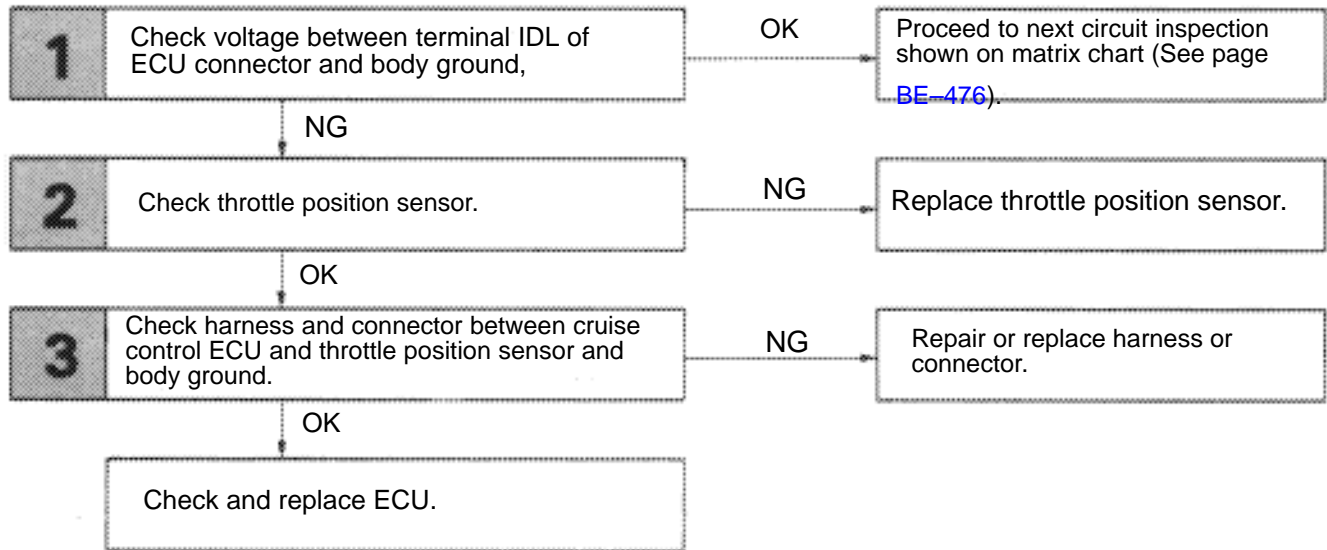 1
Check voltage between terminal IDL of
ECU connector and body ground,
OK
Proceed to next circuit inspection
shown on matrix chart (See page
BE–476).
NG
2
Check throttle position sensor.
NG
Replace throttle position sensor.
OK
3
Check harness and connector between cruise
control ECU and throttle position sensor and
body ground.
NG
Repair or replace harness or
connector.
OK
Check and replace ECU.